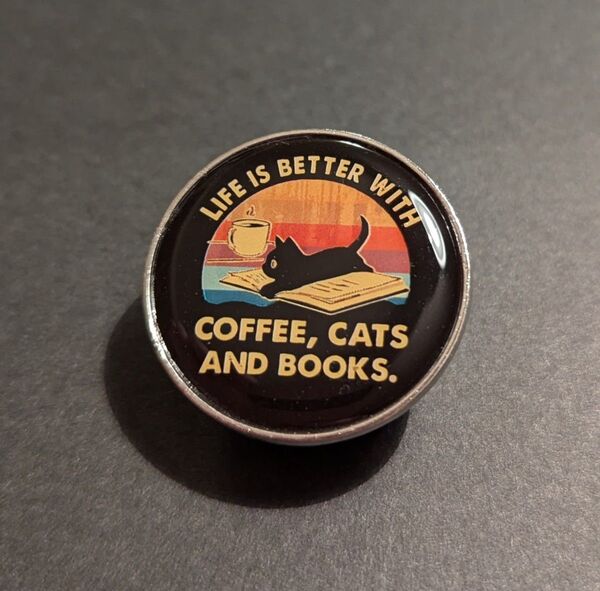 LIFE IS BETTER WITH
COFFEE, CATS
AND BOOKS.